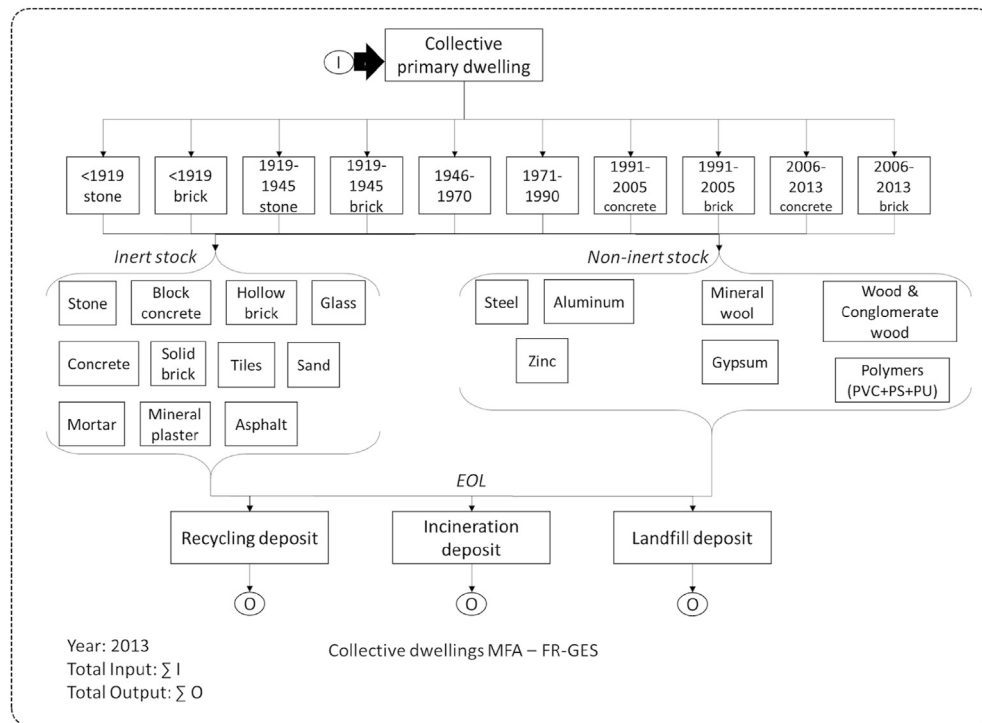 I
Collective
primary dwelling
<1919
stone
<1919
brick
1919-
1945
stone
1919-
1945
brick
1946-
1970
1971-
1990
1991-
2005
concrete
1991-
2005
brick
2006-
2013
concrete
2006-
2013
brick
Inert stock
Non-inert stock
Stone
Block
concrete
Hollow
brick
Glass
Concrete
Solid
brick
Tiles
Sand
Mortar
Mineral
plaster
Asphalt
Steel
Aluminum
Mineral
wool
Wood &
Conglomerate
wood
Zinc
Gypsum
Polymers
(PVC+PS+PU)
EOL
Recycling deposit
Incineration
deposit
Landfill deposit
O
O
O
Year: 2013
Total Input: ∑ I
Total Output: ∑ O
Collective dwellings MFA – FR-GES